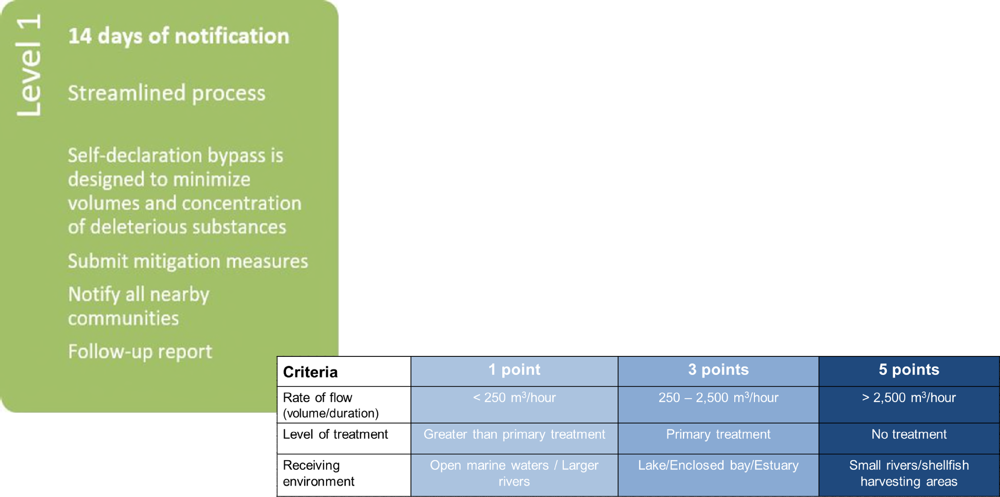 Level 1
14 days of notification
Streamlined process
Self-declaration bypass is
designed to minimize
volumes and concentration
of deleterious substances
Submit mitigation measures
Notify all nearby
communities
Follow-up report
Criteria 1 point 3 points 5 points
Rate of flow < 250 m³/hour 250 – 2,500 m³/hour > 2,500 m³/hour
(volume/duration)
Level of treatment Greater than primary treatment Primary treatment No treatment
Receiving Open marine waters / Larger Lake/Enclosed bay/Estuary Small rivers/shellfish
environment rivers harvesting areas